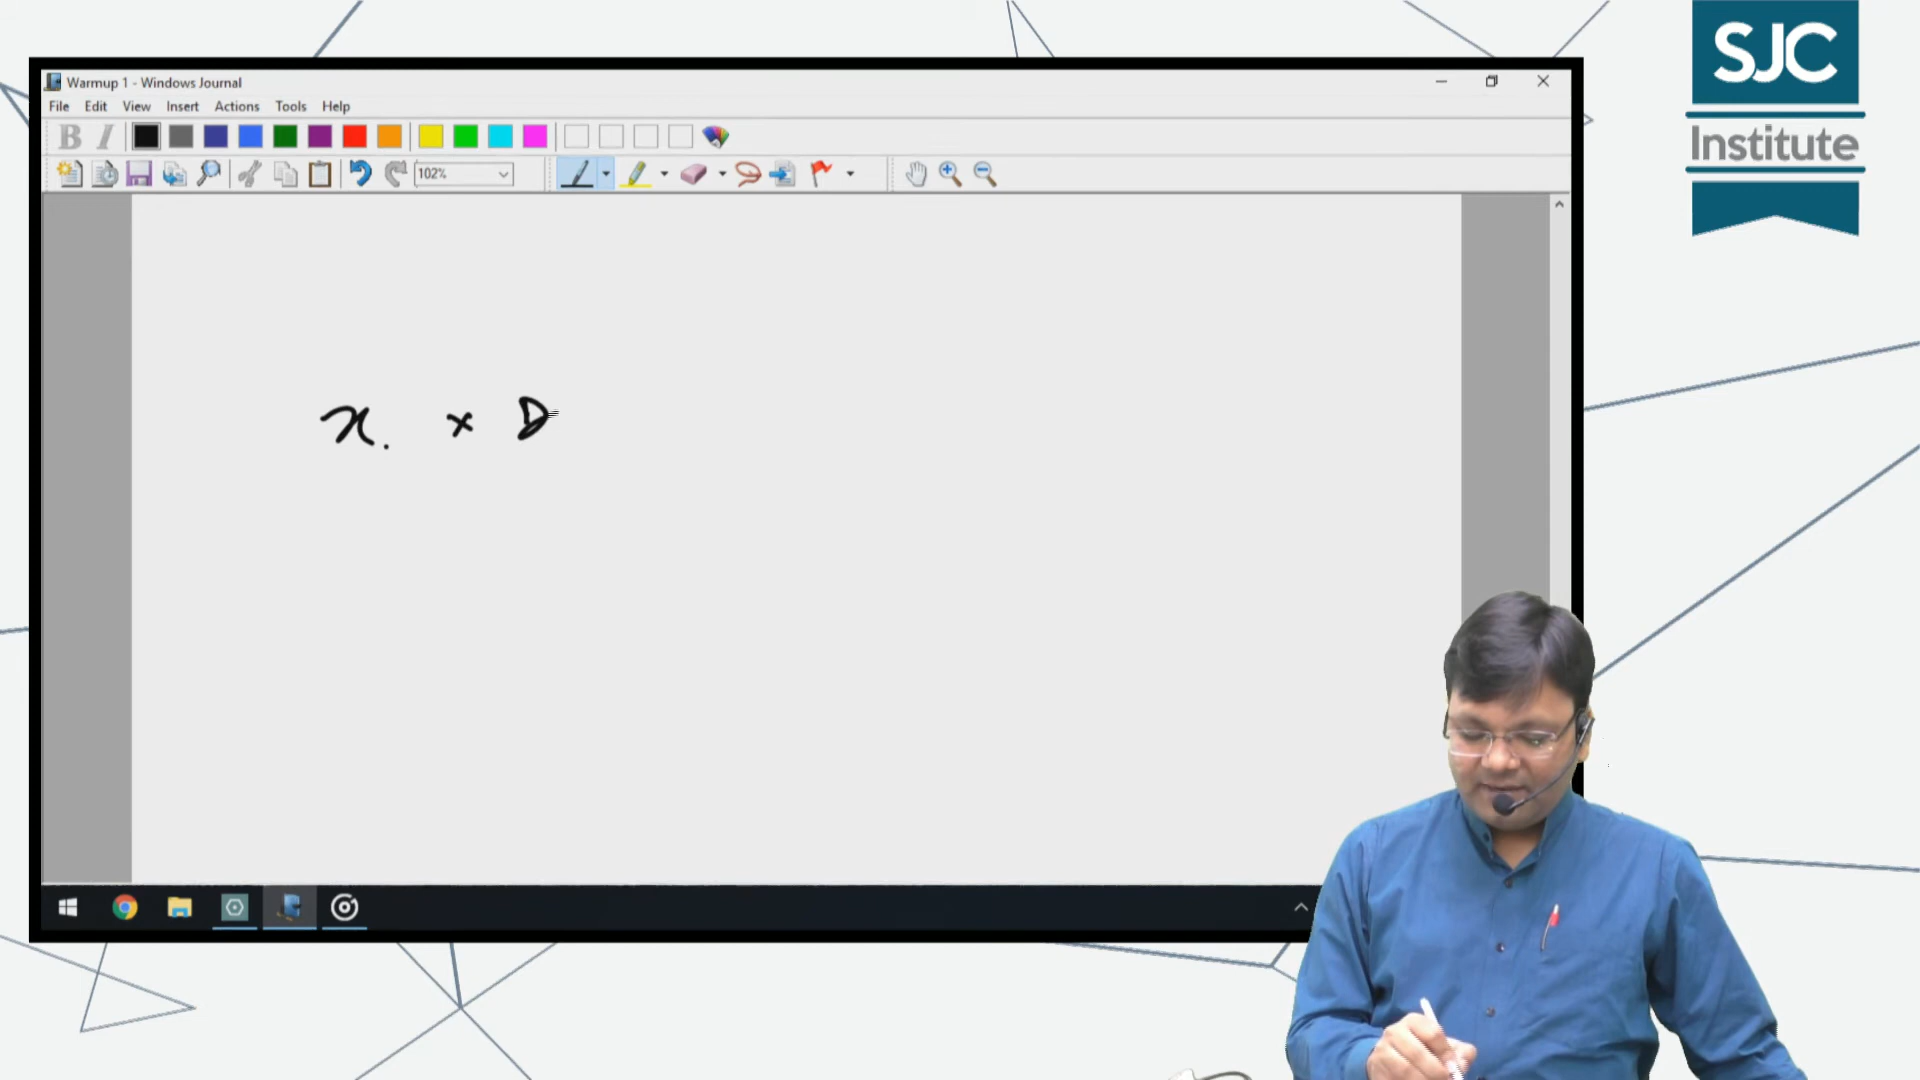 SJC
Institute
Warmup 1 - Windows Journal
File Edit View Insert Actions Tools Help
B I
102%
x. × D